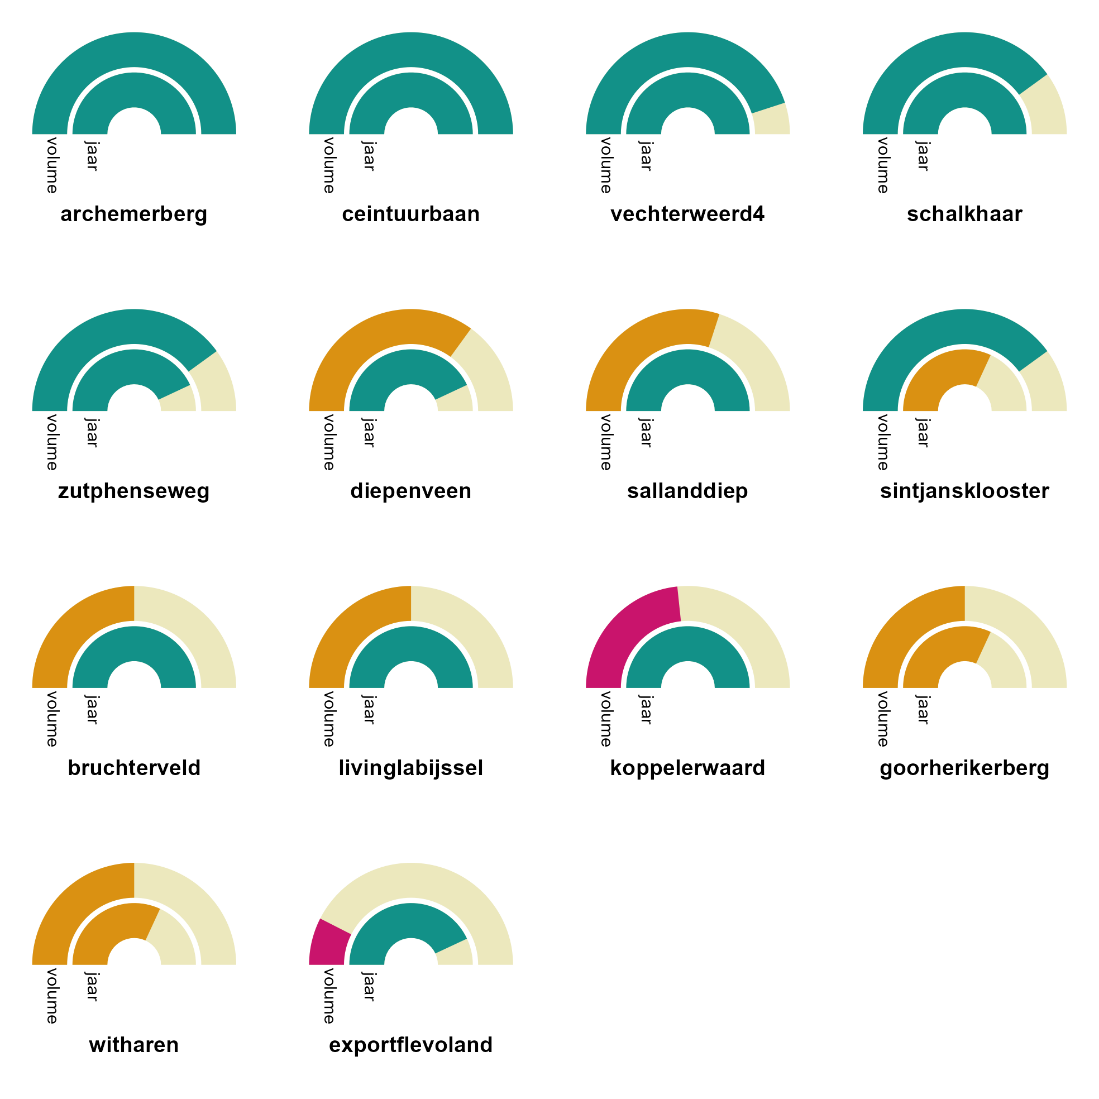 volume jaar volume jaar volume jaar volume jaar
archemerberg ceintuurbaan vechterweerd4 schalkhaar
volume jaar volume jaar volume jaar volume jaar
zutphenseweg diepenveen sallanddiep sintjansklooster
volume jaar volume jaar volume jaar volume jaar
bruchterveld livinglabijssel koppelerwaard goorherikerberg
volume jaar volume jaar
witharen exportflevoland